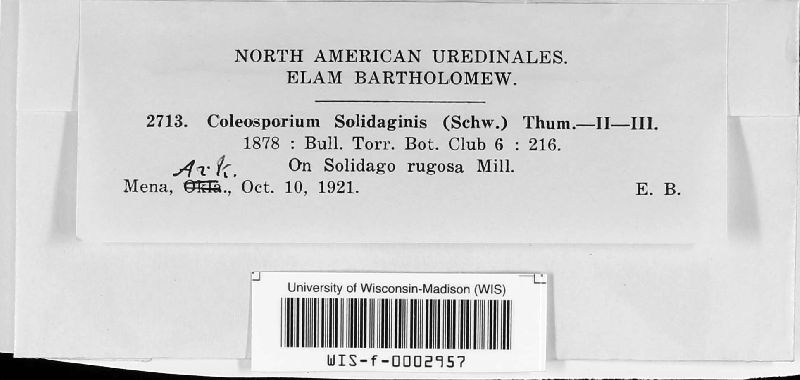 NORTH AMERICAN UREDINALES.
ELAM BARTHOLOMEW.
2713. Coleosporium Solidaginis (Schw.) Thum.—II—III.
1878 : Bull. Torr. Bot. Club 6 : 216.
On Solidago rugosa Mill.
Ark.
Mena, Okla., Oct. 10, 1921. E. B.
University of Wisconsin-Madison (WIS)
WIS-f-0002957